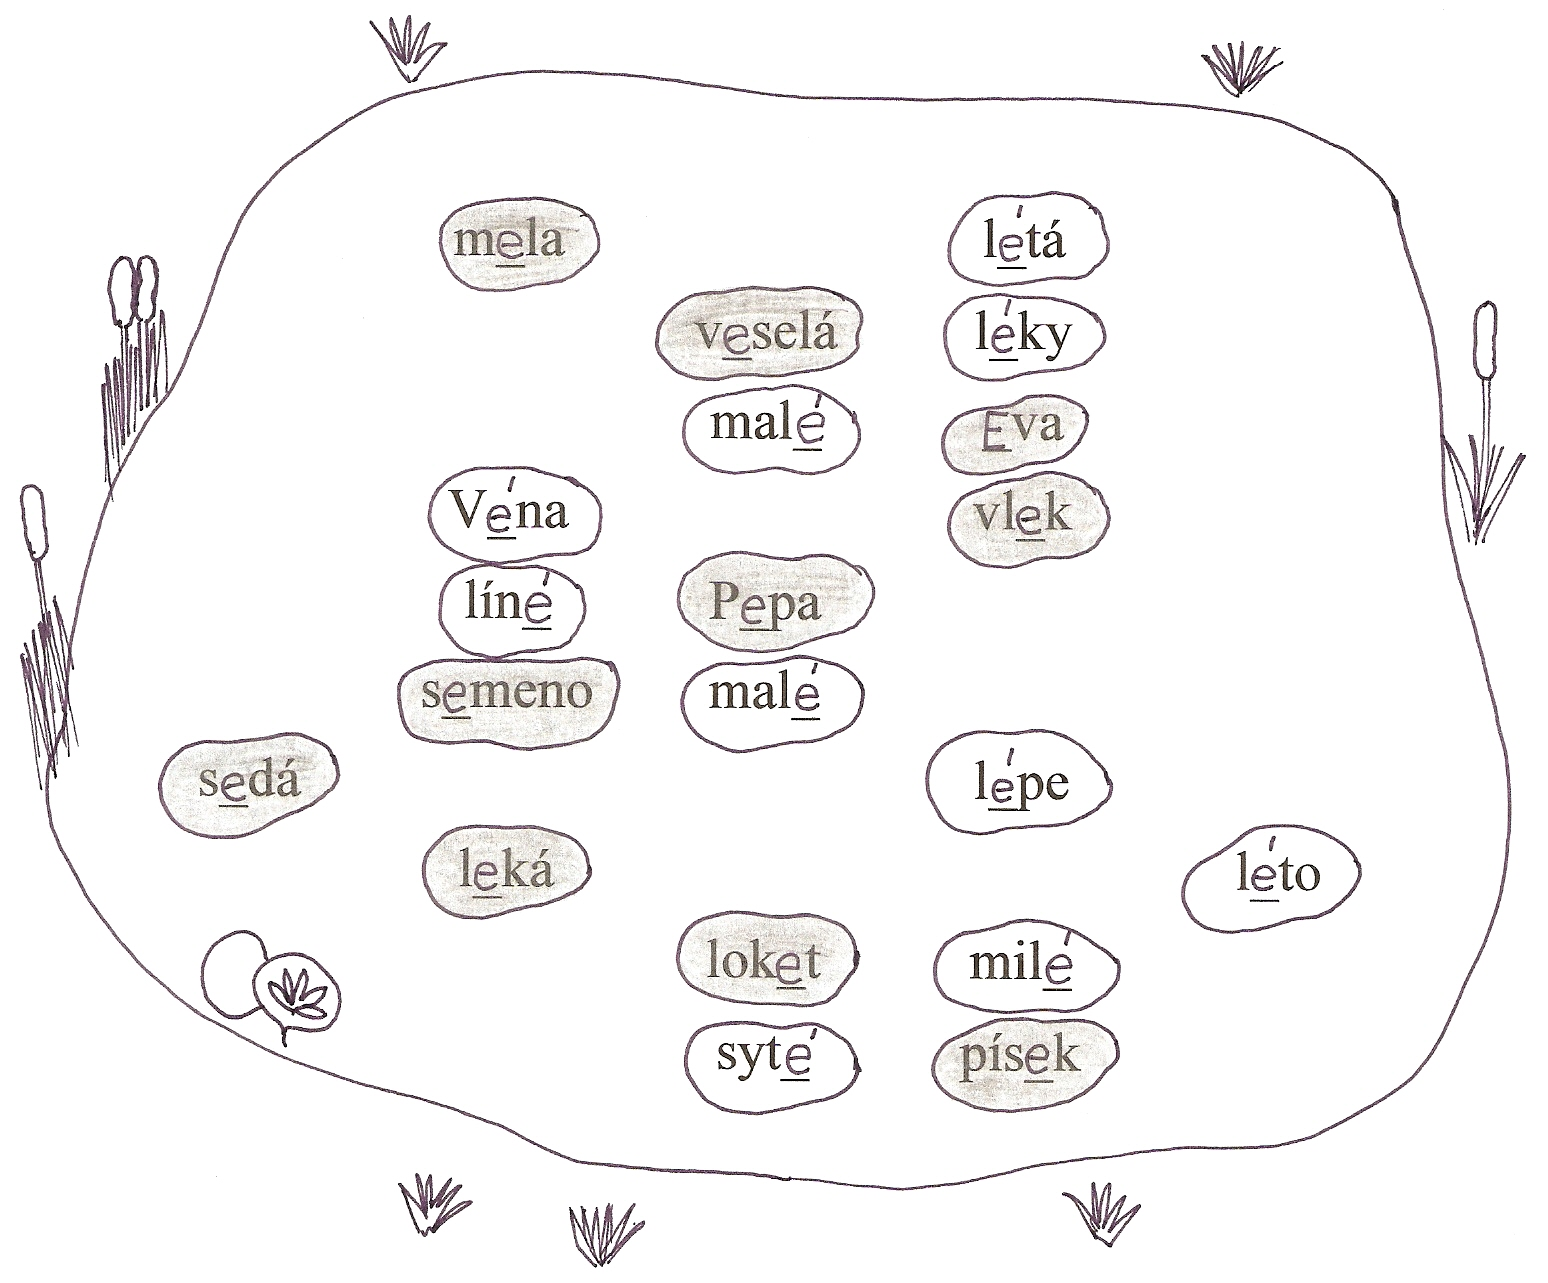 mela
létá
veselá
léky
malé
Eva
Véna
vlek
líné
Pepa
semeno
malé
sedá
lépe
leká
léto
loket
milé
syté
písek